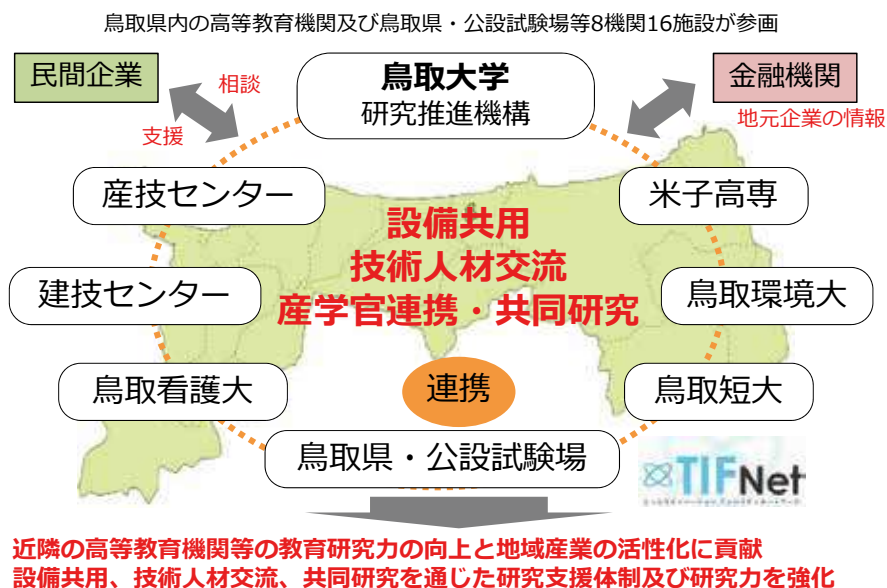 鳥取県内の高等教育機関及び鳥取県・公設試験場等8機関16施設が参画
民間企業
相談
支援
鳥取大学
研究推進機構
金融機関
地元企業の情報
産技センター
米子高専
設備共用
技術人材交流
産学官連携・共同研究
建技センター
鳥取環境大
鳥取看護大
連携
鳥取短大
鳥取県・公設試験場
TIFNet
近隣の高等教育機関等の教育研究力の向上と地域産業の活性化に貢献
設備共用、技術人材交流、共同研究を通じた研究支援体制及び研究力を強化